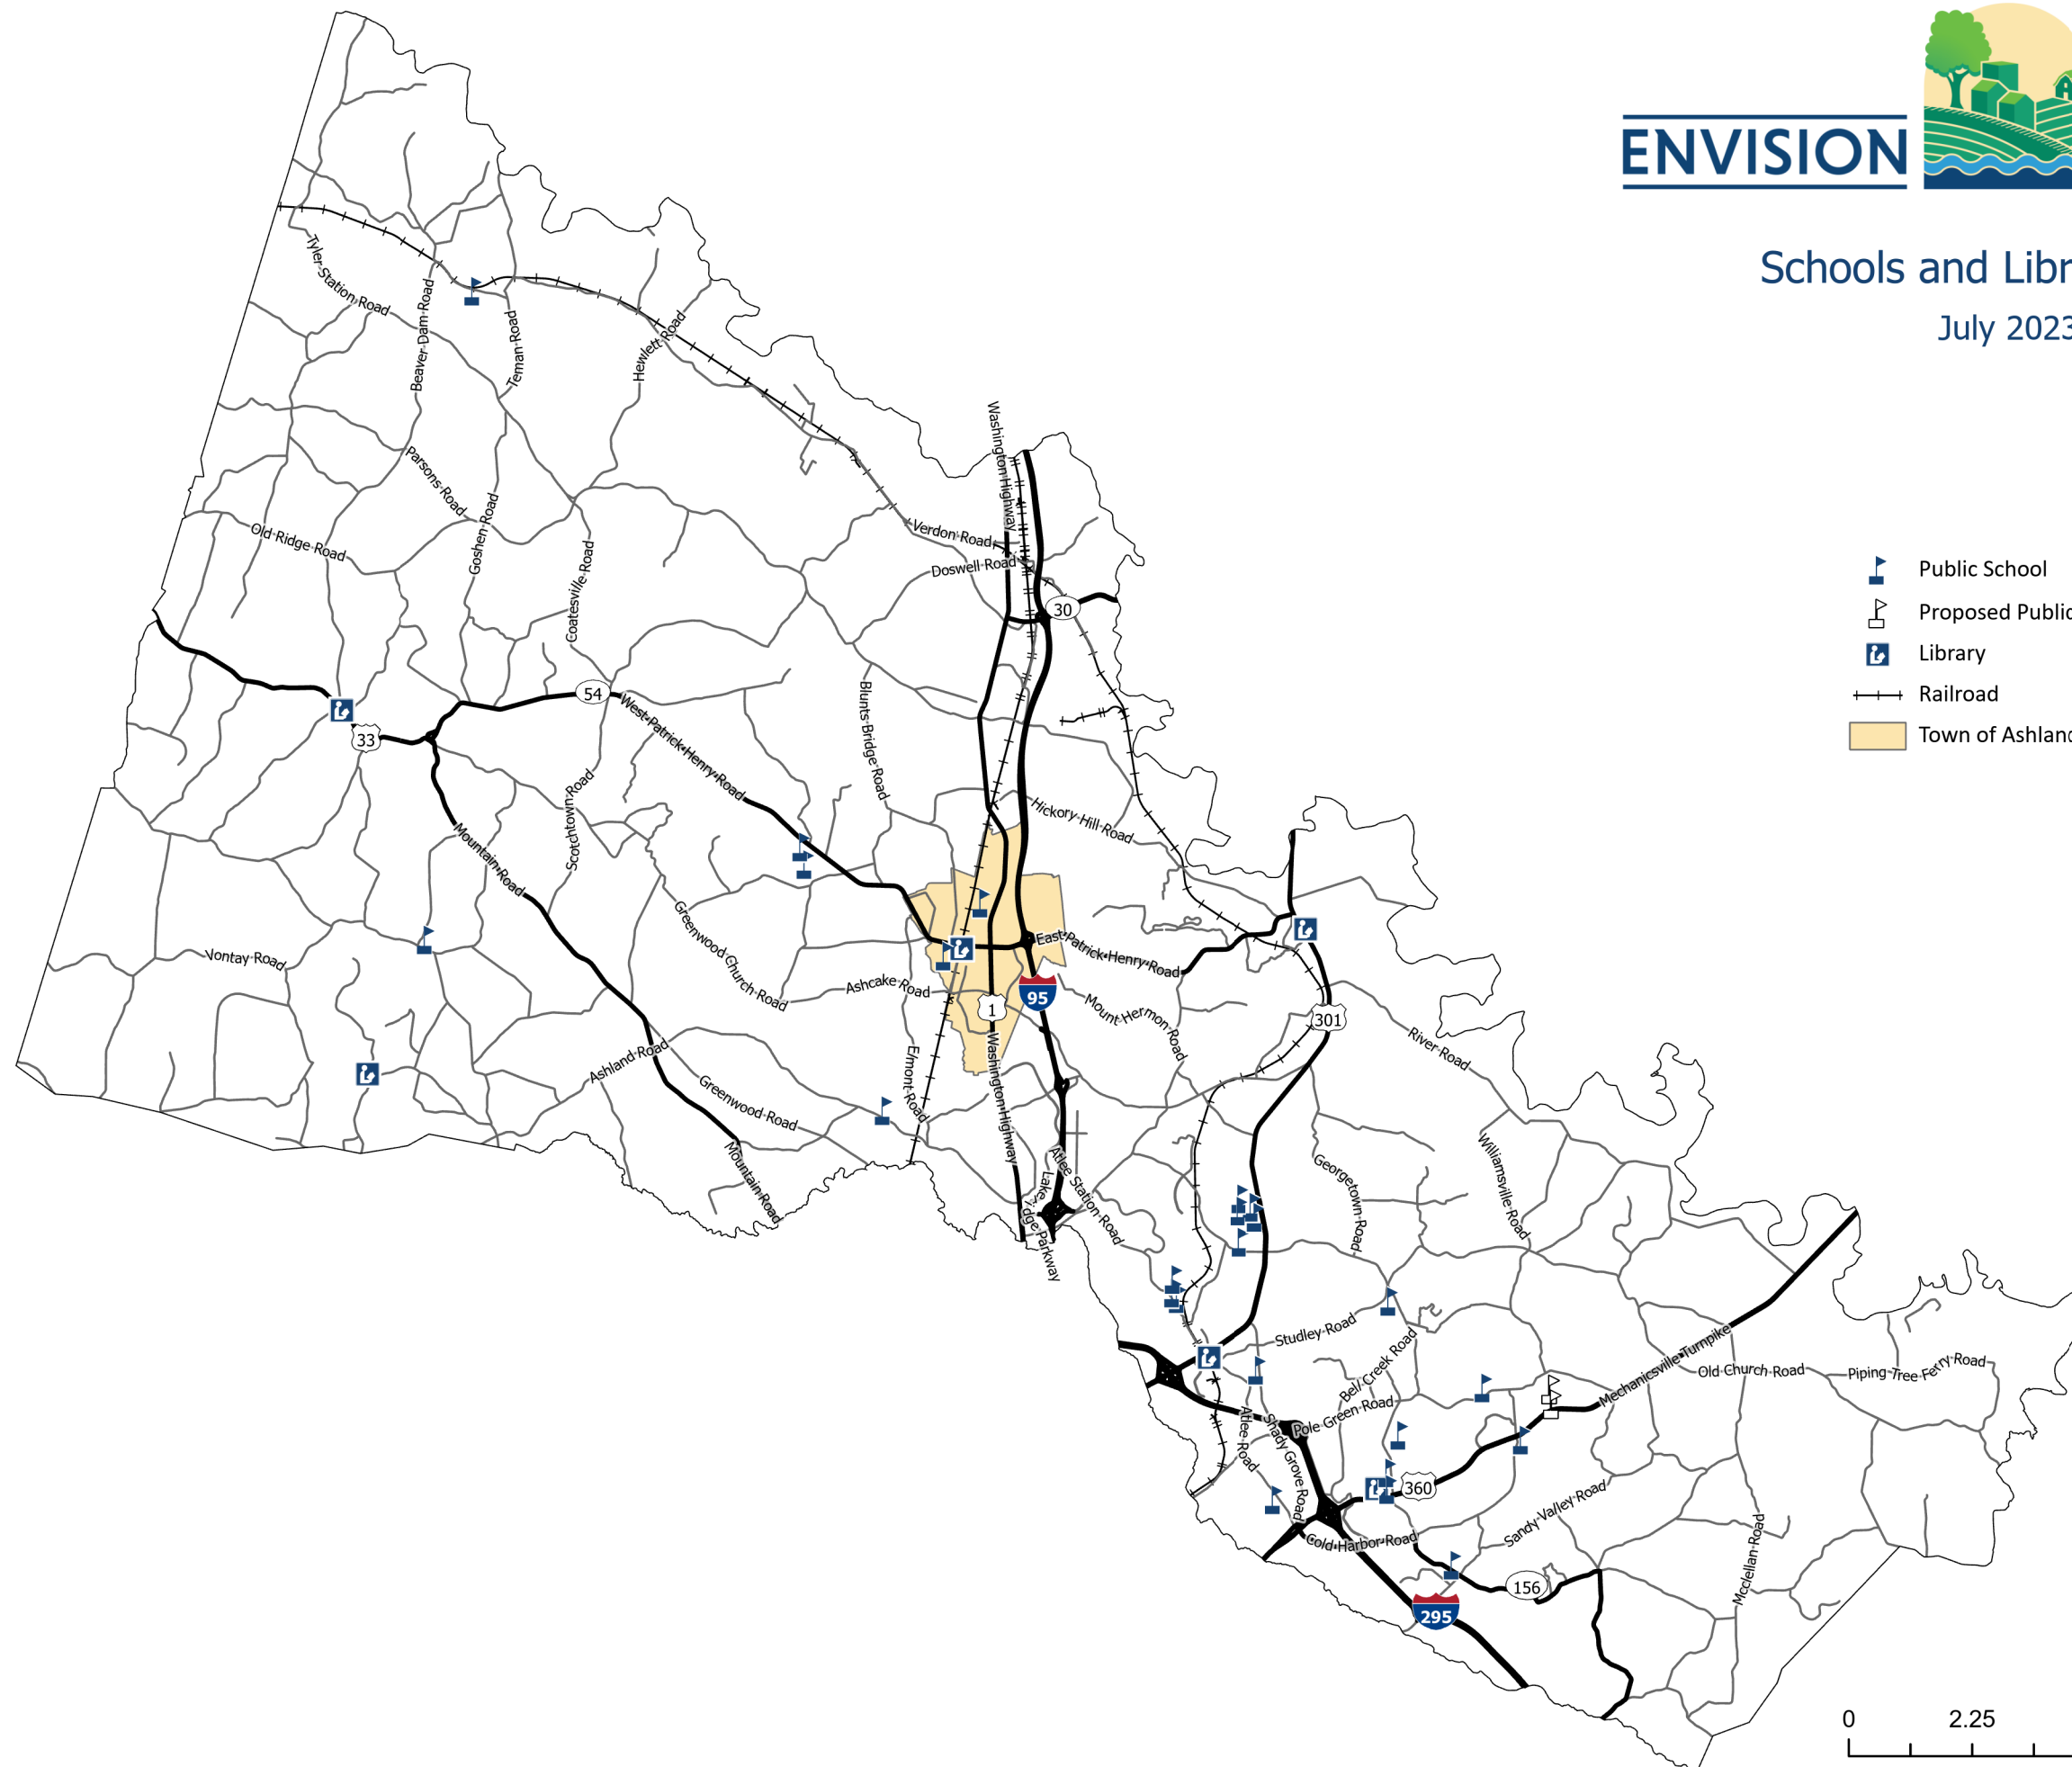 ENVISION
Schools and Libr
July 2023
Public School
Proposed Public
Library
Railroad
Town of Ashland
Tyler Station Road
Beaver Dam Road
Teman Road
Hewlett Road
Washington Highway
Parsons Road
Goshen Road
Old Ridge Road
Coatesville Road
Verdon Road
Doswell Road
30
54
33
West Patrick Henry Road
Blunts Bridge Road
Scotchtown Road
Mountain Road
Hickory Hill Road
Greenwood Church Road
Vontay Road
Ashcake Road
East Patrick Henry Road
95
1
Mount Hermon Road
301
River Road
Ashland Road
Elmont Road
Washington Highway
Greenwood Road
Mountain Road
Atlee Station Road
Lakeridge Parkway
Georgetown Road
Williamsville Road
Studley Road
Bell Creek Road
Mechanicsville Turnpike
Old Church Road
Piping Tree Ferry Road
Pole Green Road
Atlee Road
Shady Grove Road
360
Sandy Valley Road
Cold Harbor Road
Mcclellan Road
156
295
0 2.25